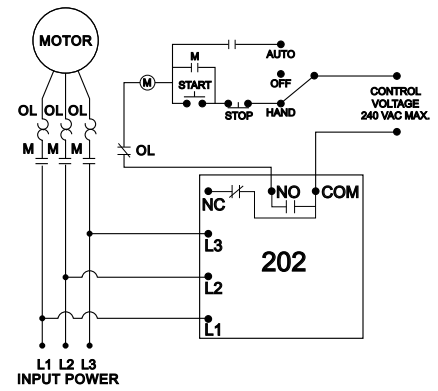 MOTOR
AUTO
M
M
START
OFF
CONTROL
VOLTAGE
240 VAC MAX.
STOP
HAND
OL OL OL
M M M
OL
NC
NO
COM
L3
202
L2
L1
L1 L2 L3
INPUT POWER